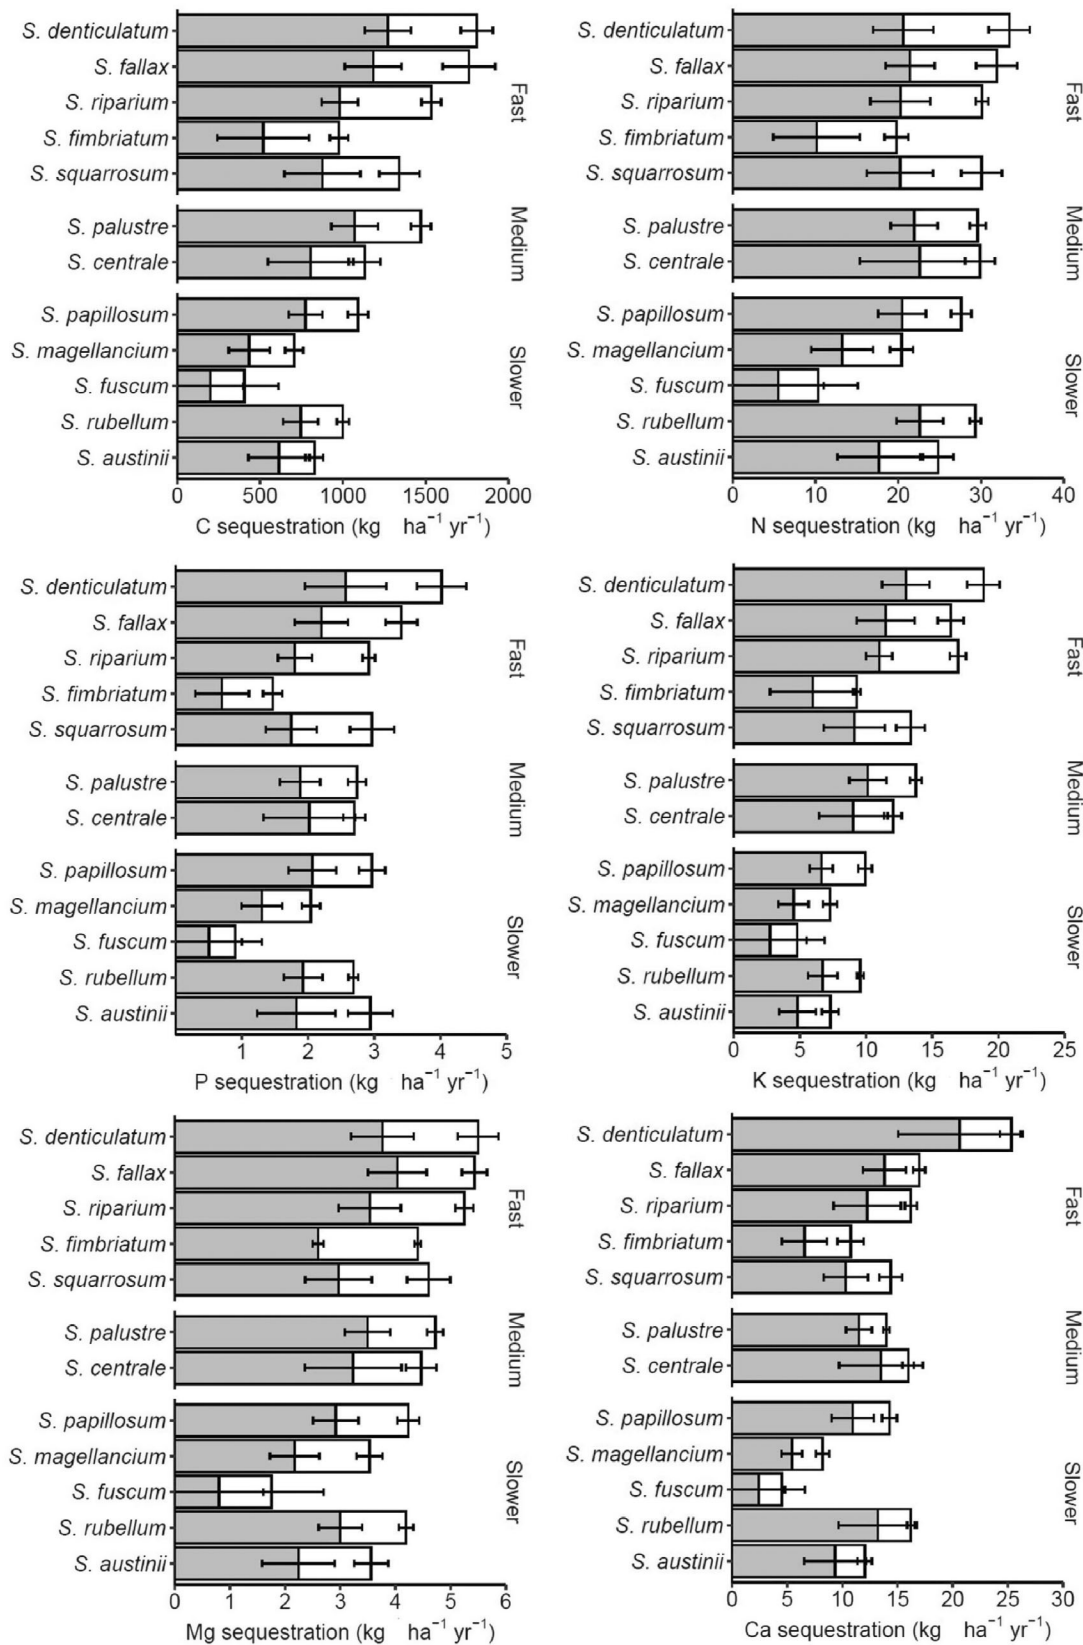 S. denticulatum
S. fallax
S. riparium
S. fimbriatum
S. squarrosum
Fast
S. palustre
S. centrale
Medium
S. papillosum
S. magellancium
S. fuscum
S. rubellum
S. austinii
Slower
0 500 1000 1500 2000
C sequestration (kg ha⁻¹ yr⁻¹)
S. denticulatum
S. fallax
S. riparium
S. fimbriatum
S. squarrosum
Fast
S. palustre
S. centrale
Medium
S. papillosum
S. magellancium
S. fuscum
S. rubellum
S. austinii
Slower
0 10 20 30 40
N sequestration (kg ha⁻¹ yr⁻¹)
S. denticulatum
S. fallax
S. riparium
S. fimbriatum
S. squarrosum
Fast
S. palustre
S. centrale
Medium
S. papillosum
S. magellancium
S. fuscum
S. rubellum
S. austinii
Slower
1 2 3 4 5
P sequestration (kg ha⁻¹ yr⁻¹)
S. denticulatum
S. fallax
S. riparium
S. fimbriatum
S. squarrosum
Fast
S. palustre
S. centrale
Medium
S. papillosum
S. magellancium
S. fuscum
S. rubellum
S. austinii
Slower
0 5 10 15 20 25
K sequestration (kg ha⁻¹ yr⁻¹)
S. denticulatum
S. fallax
S. riparium
S. fimbriatum
S. squarrosum
Fast
S. palustre
S. centrale
Medium
S. papillosum
S. magellancium
S. fuscum
S. rubellum
S. austinii
Slower
0 1 2 3 4 5 6
Mg sequestration (kg ha⁻¹ yr⁻¹)
S. denticulatum
S. fallax
S. riparium
S. fimbriatum
S. squarrosum
Fast
S. palustre
S. centrale
Medium
S. papillosum
S. magellancium
S. fuscum
S. rubellum
S. austinii
Slower
0 5 10 15 20 25 30
Ca sequestration (kg ha⁻¹ yr⁻¹)